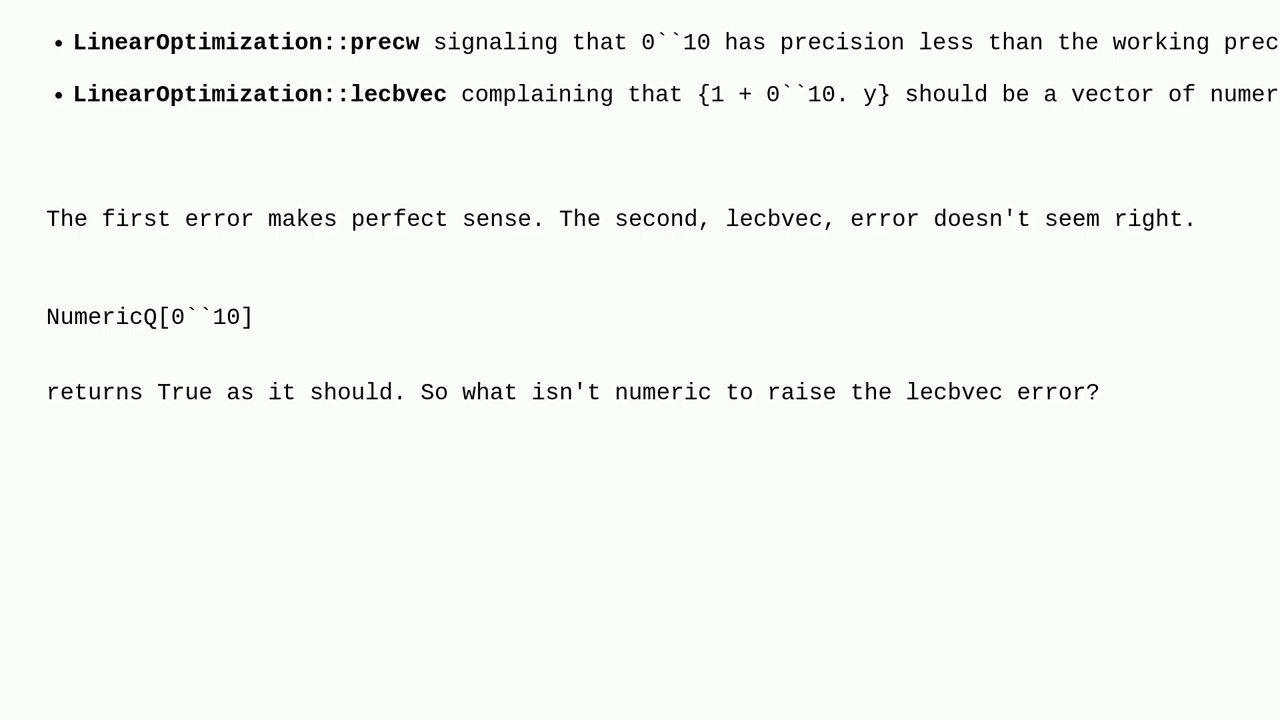 • LinearOptimization::precw signaling that 0``10 has precision less than the working prec
• LinearOptimization::lecbvec complaining that {1 + 0``10. y} should be a vector of numer
The first error makes perfect sense. The second, lecbvec, error doesn't seem right.
NumericQ[0``10]
returns True as it should. So what isn't numeric to raise the lecbvec error?